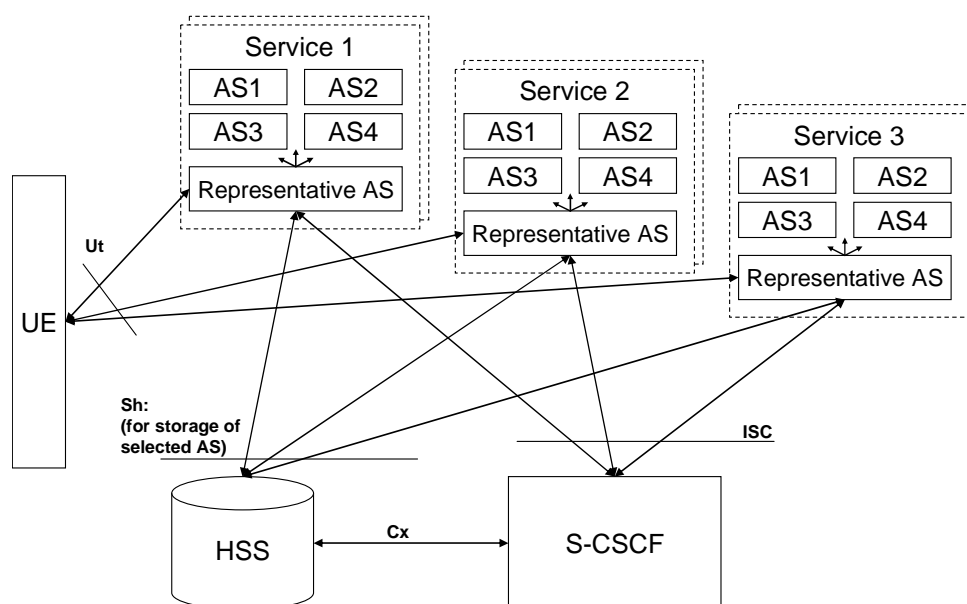 Service 1
AS1
AS2
AS3
AS4
Representative AS
Service 2
AS1
AS2
AS3
AS4
Representative AS
Service 3
AS1
AS2
AS3
AS4
Representative AS
Ut
UE
Sh:
(for storage of
selected AS)
ISC
HSS
Cx
S-CSCF